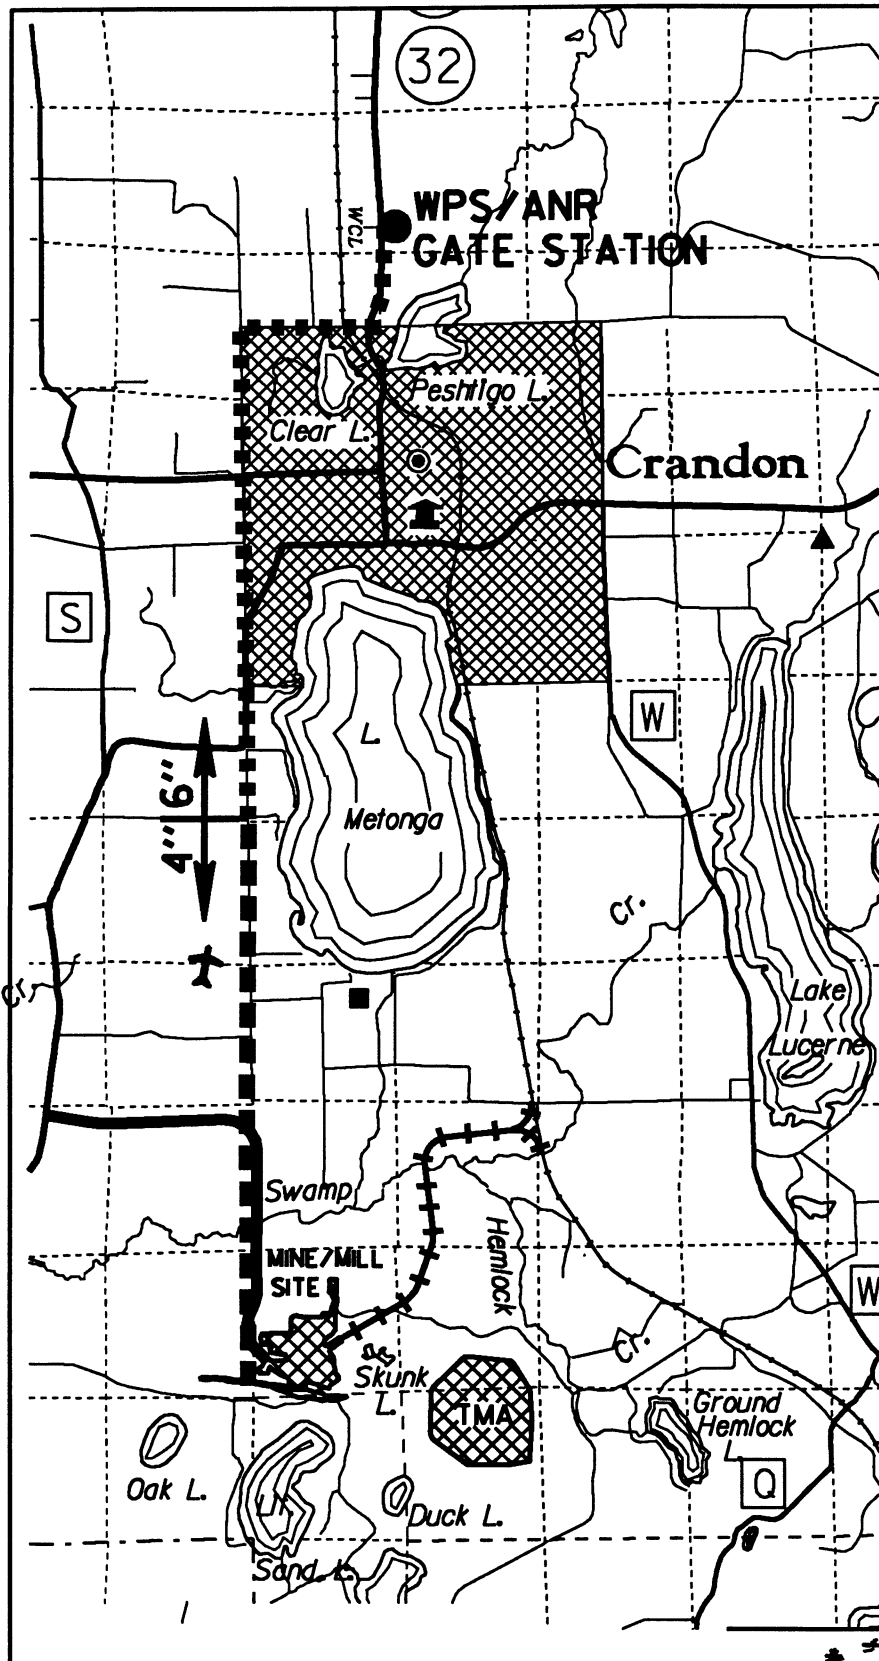 32
WPS/ANR
GATE STATION
WCL
Peshtigo L.
Clear L.
Crandon
S
W
L.
Metonga
4" 6"
Cr.
Cr.
Lake
Lucerne
Swamp
Hemlock
MINE/MILL
SITE
W
Cr.
Skunk
L.
TMA
Ground
Hemlock
L.
Oak L.
Lit.
Sand. L.
Duck L.
Q